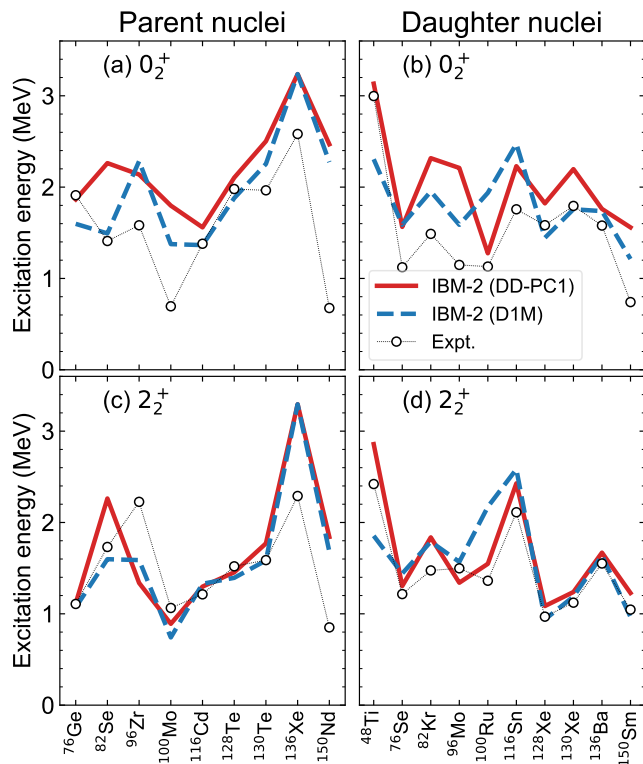 Parent nuclei
Daughter nuclei
Excitation energy (MeV)
3
2
1
0
(a) 0₂⁺
(b) 0₂⁺
IBM-2 (DD-PC1)
IBM-2 (D1M)
Expt.
Excitation energy (MeV)
3
2
1
0
(c) 2₂⁺
(d) 2₂⁺
⁷⁶Ge
⁸²Se
⁹⁶Zr
¹⁰⁰Mo
¹¹⁶Cd
¹²⁸Te
¹³⁰Te
¹³⁶Xe
¹⁵⁰Nd
⁴⁸Ti
⁷⁶Se
⁸²Kr
⁹⁶Mo
¹⁰⁰Ru
¹¹⁶Sn
¹²⁸Xe
¹³⁰Xe
¹³⁶Ba
¹⁵⁰Sm